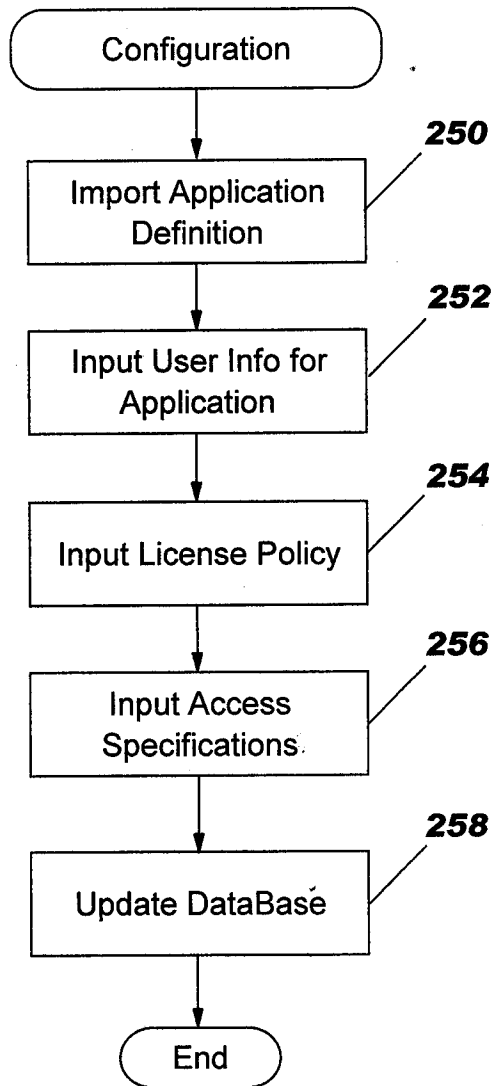 Configuration
250
Import Application
Definition
252
Input User Info for
Application
254
Input License Policy
256
Input Access
Specifications
258
Update DataBase
End